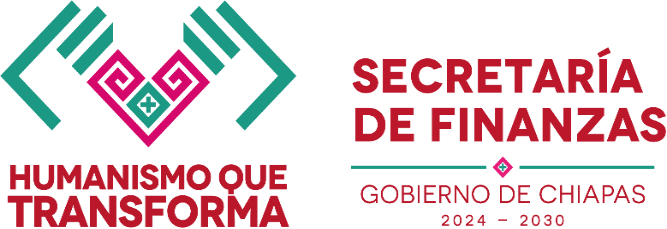 HUMANISMO QUE
TRANSFORMA
SECRETARÍA
DE FINANZAS
GOBIERNO DE CHIAPAS
2024 – 2030